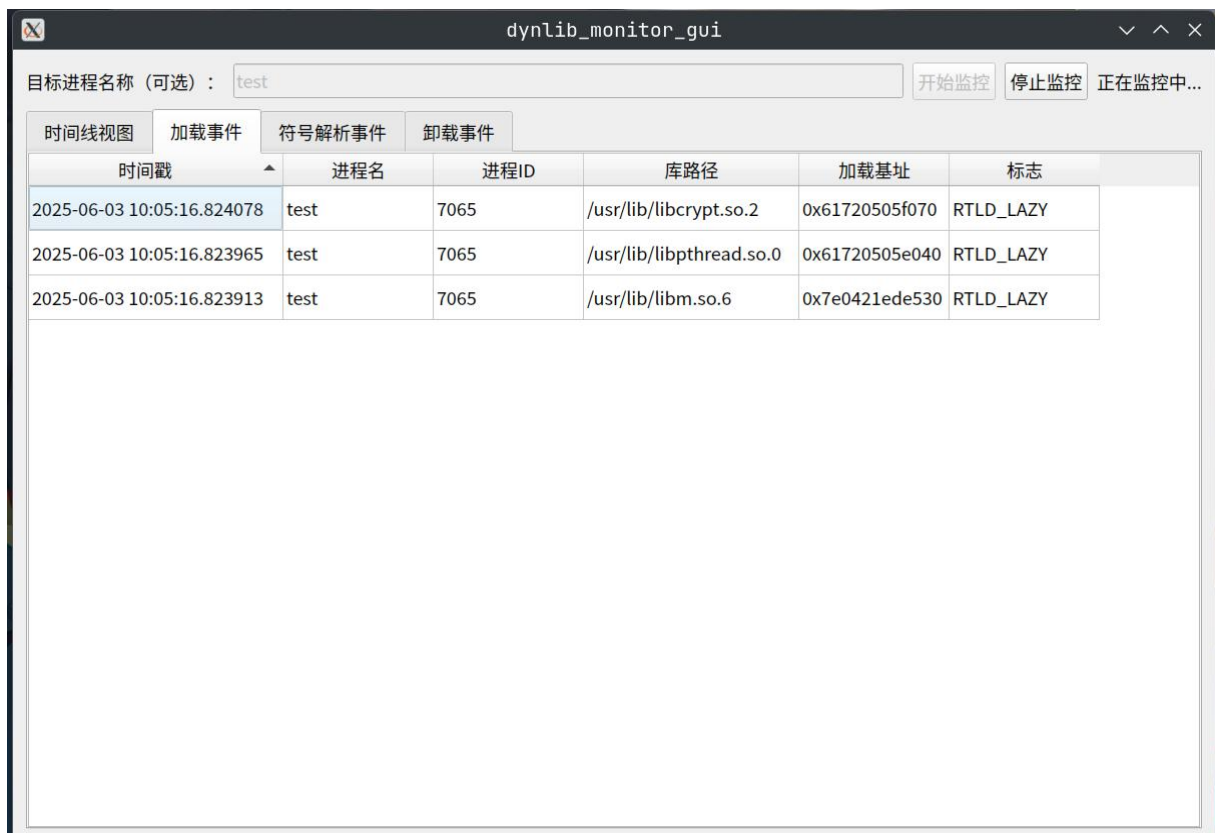 dynlib_monitor_gui
目标进程名称（可选）： test 开始监控 停止监控 正在监控中...
时间线视图 加载事件 符号解析事件 卸载事件
时间戳 进程名 进程ID 库路径 加载基址 标志
2025-06-03 10:05:16.824078 test 7065 /usr/lib/libcrypt.so.2 0x61720505f070 RTLD_LAZY
2025-06-03 10:05:16.823965 test 7065 /usr/lib/libpthread.so.0 0x61720505e040 RTLD_LAZY
2025-06-03 10:05:16.823913 test 7065 /usr/lib/libm.so.6 0x7e0421ede530 RTLD_LAZY